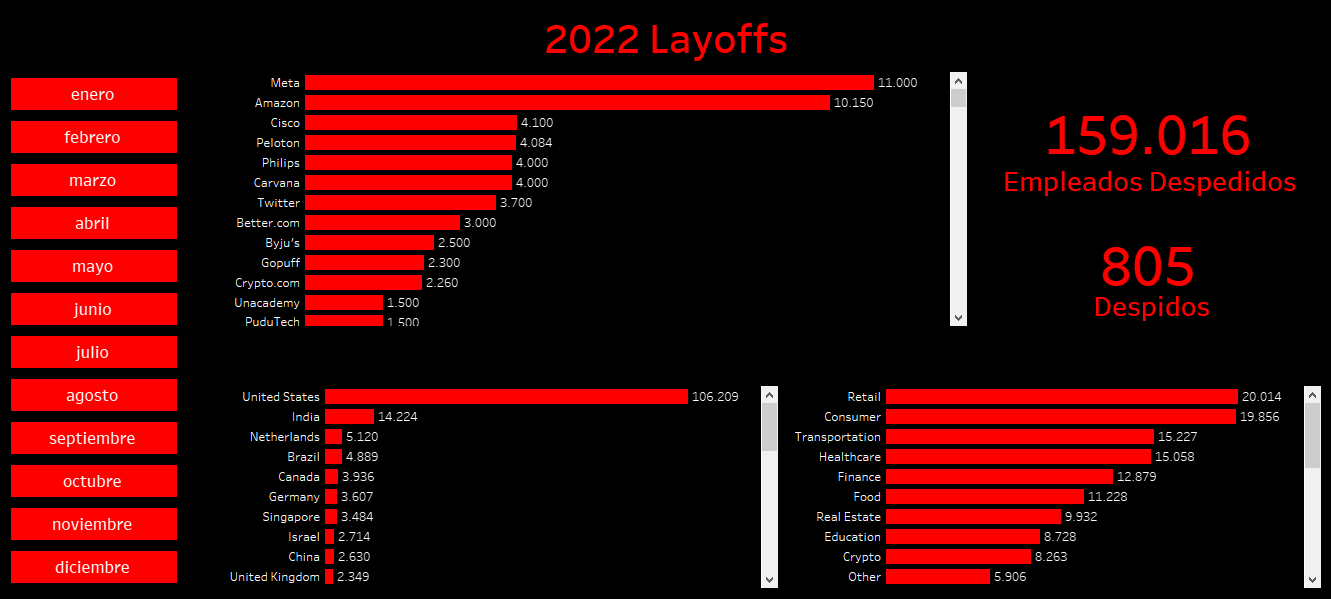 2022 Layoffs
enero
febrero
marzo
abril
mayo
junio
julio
agosto
septiembre
octubre
noviembre
diciembre
Meta 11.000
Amazon 10.150
Cisco 4.100
Peloton 4.084
Philips 4.000
Carvana 4.000
Twitter 3.700
Better.com 3.000
Byju's 2.500
Gopuff 2.300
Crypto.com 2.260
Unacademy 1.500
PuduTech 1.500
159.016
Empleados Despedidos
805
Despidos
United States 106.209
India 14.224
Netherlands 5.120
Brazil 4.889
Canada 3.936
Germany 3.607
Singapore 3.484
Israel 2.714
China 2.630
United Kingdom 2.349
Retail 20.014
Consumer 19.856
Transportation 15.227
Healthcare 15.058
Finance 12.879
Food 11.228
Real Estate 9.932
Education 8.728
Crypto 8.263
Other 5.906